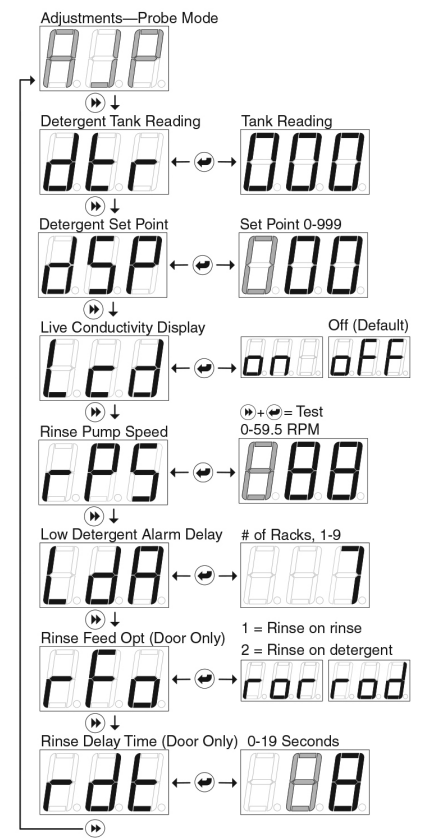 Adjustments—Probe Mode
AJP
Detergent Tank Reading
Tank Reading
dtr
000
Detergent Set Point
Set Point 0-999
dSP
000
Live Conductivity Display
Off (Default)
Lcd
on
oFF
+ = Test
Rinse Pump Speed
0-59.5 RPM
rPS
888
Low Detergent Alarm Delay
# of Racks, 1-9
LdA
7
Rinse Feed Opt (Door Only)
1 = Rinse on rinse
2 = Rinse on detergent
rFo
ror
rod
Rinse Delay Time (Door Only)
0-19 Seconds
rdt
88